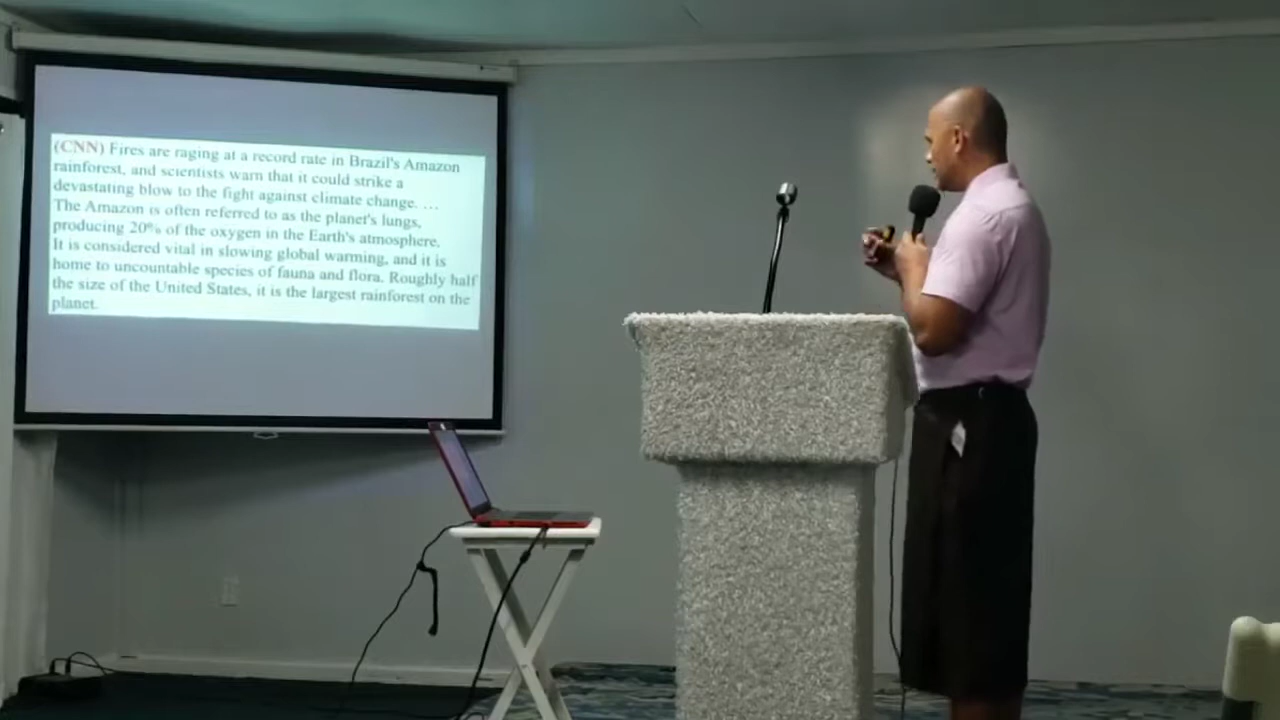 (CNN) Fires are raging at a record rate in Brazil's Amazon
rainforest, and scientists warn that it could strike a
devastating blow to the fight against climate change. ...
The Amazon is often referred to as the planet's lungs,
producing 20% of the oxygen in the Earth's atmosphere.
It is considered vital in slowing global warming, and it is
home to uncountable species of fauna and flora. Roughly half
the size of the United States, it is the largest rainforest on the
planet.